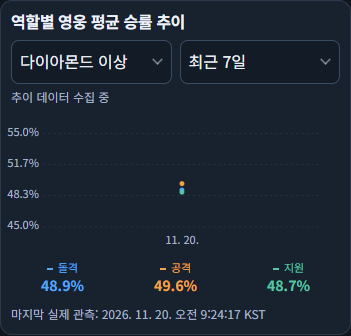 역할별 영웅 평균 승률 추이
다이아몬드 이상
최근 7일
추이 데이터 수집 중
55.0%
51.7%
48.3%
45.0%
11. 20.
돌격
공격
지원
48.9%
49.6%
48.7%
마지막 실제 관측: 2026. 11. 20. 오전 9:24:17 KST